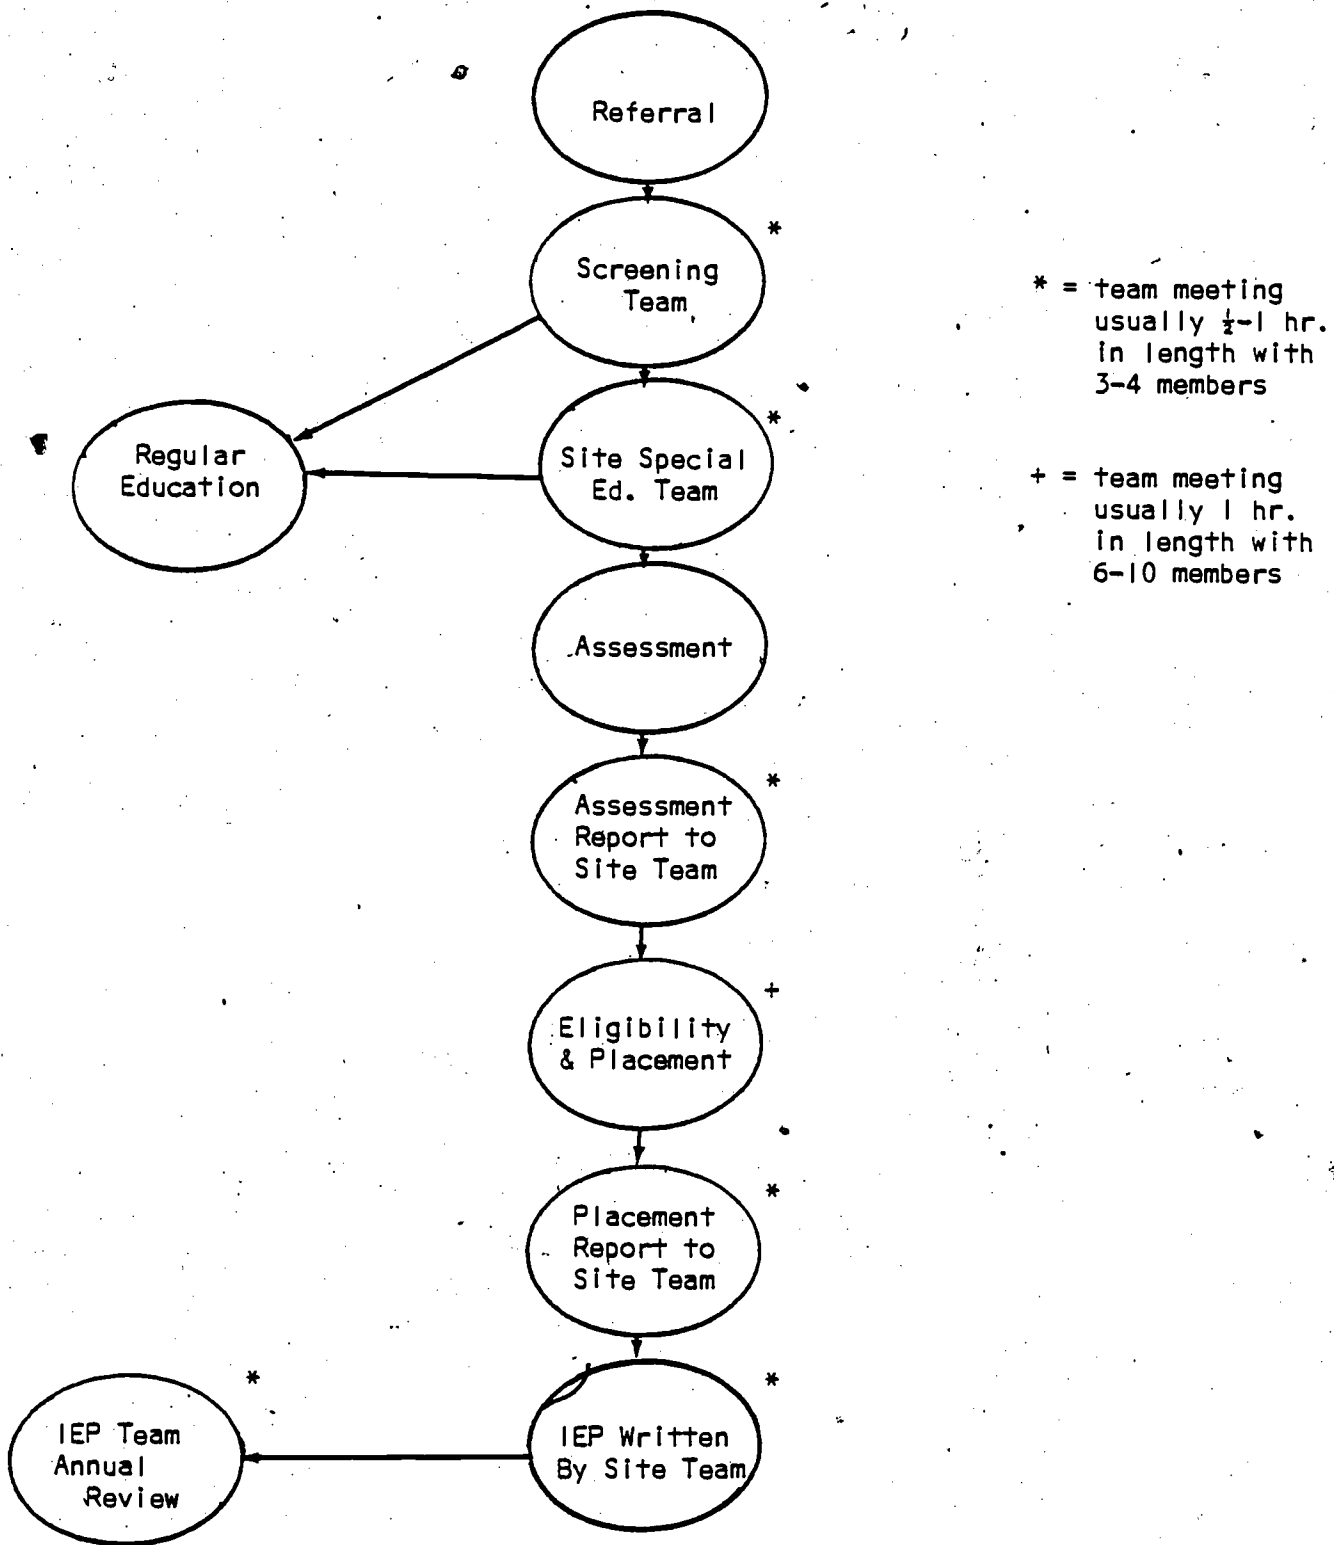 Referral
*
Screening
Team
* = team meeting
usually ½-1 hr.
in length with
3-4 members
*
Regular
Education
Site Special
Ed. Team
+ = team meeting
usually 1 hr.
in length with
6-10 members
Assessment
*
Assessment
Report to
Site Team
+
Eligibility
& Placement
*
Placement
Report to
Site Team
*
IEP Team
Annual
Review
*
IEP Written
By Site Team